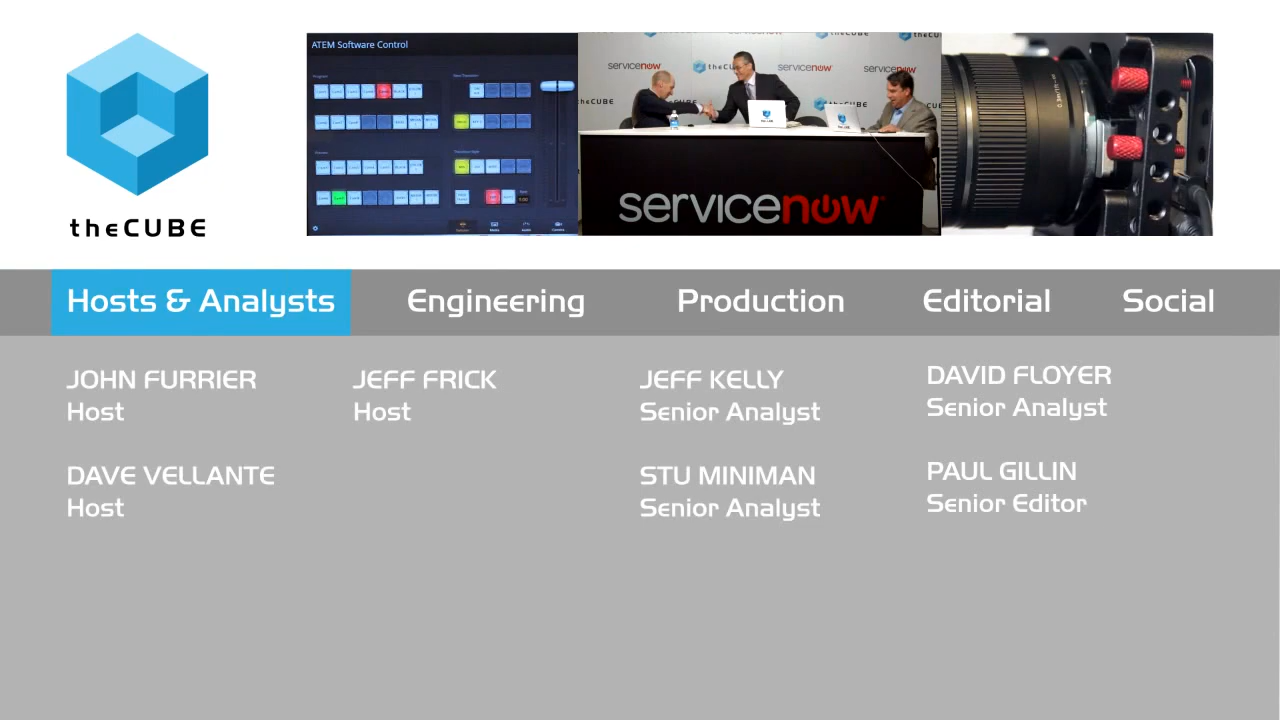 theCUBE
ATEM Software Control
servicenow
theCUBE
servicenow
servicenow
theCUBE
servicenow
Hosts & Analysts
Engineering
Production
Editorial
Social
JOHN FURRIER
Host
JEFF FRICK
Host
JEFF KELLY
Senior Analyst
DAVID FLOYER
Senior Analyst
DAVE VELLANTE
Host
STU MINIMAN
Senior Analyst
PAUL GILLIN
Senior Editor